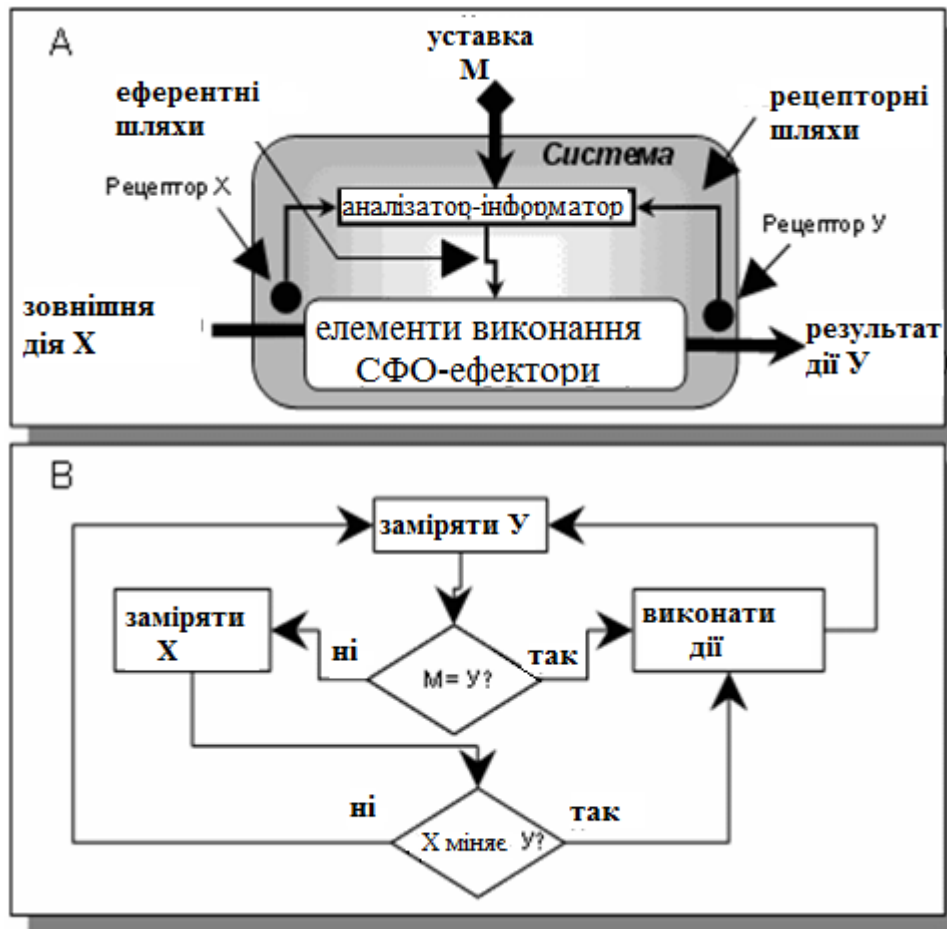 А
уставка
М
еферентні
шляхи
рецепторні
шляхи
Система
Рецептор Х
аналізатор-інформатор
Рецептор У
зовнішня
дія Х
елементи виконання
СФО-ефектори
результат
дії У
В
заміряти У
заміряти
Х
виконати
дії
ні
так
М= У?
ні
так
Х міняє У?